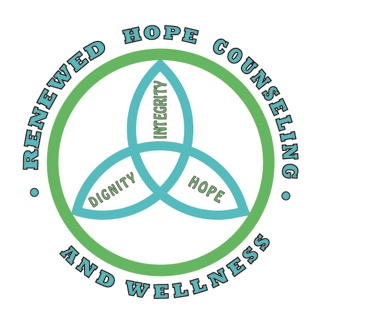 RENEWED HOPE COUNSELING
AND WELLNESS
INTEGRITY
DIGNITY
HOPE